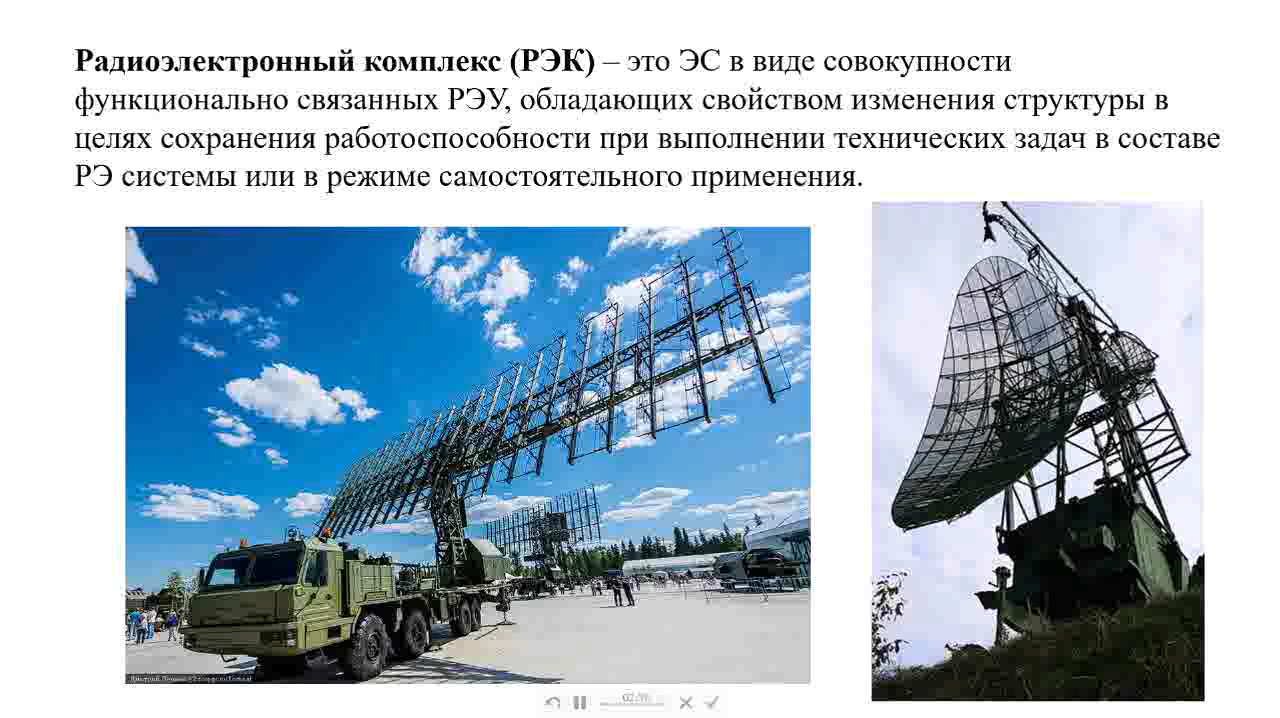 Радиоэлектронный комплекс (РЭК) – это ЭС в виде совокупности
функционально связанных РЭУ, обладающих свойством изменения структуры в
целях сохранения работоспособности при выполнении технических задач в составе
РЭ системы или в режиме самостоятельного применения.